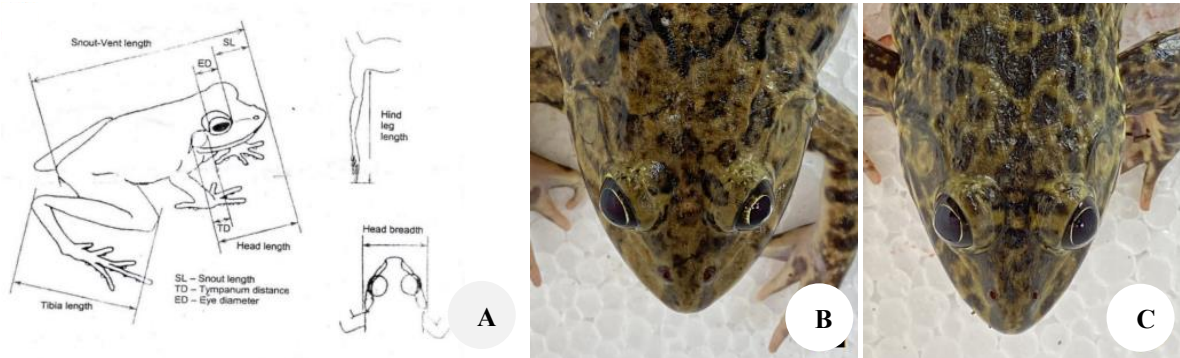 Snout-Vent length
SL
ED
Hind
leg
length
TD
Head length
Head breadth
SL – Snout length
TD – Tympanum distance
ED – Eye diameter
Tibia length
A
B
C